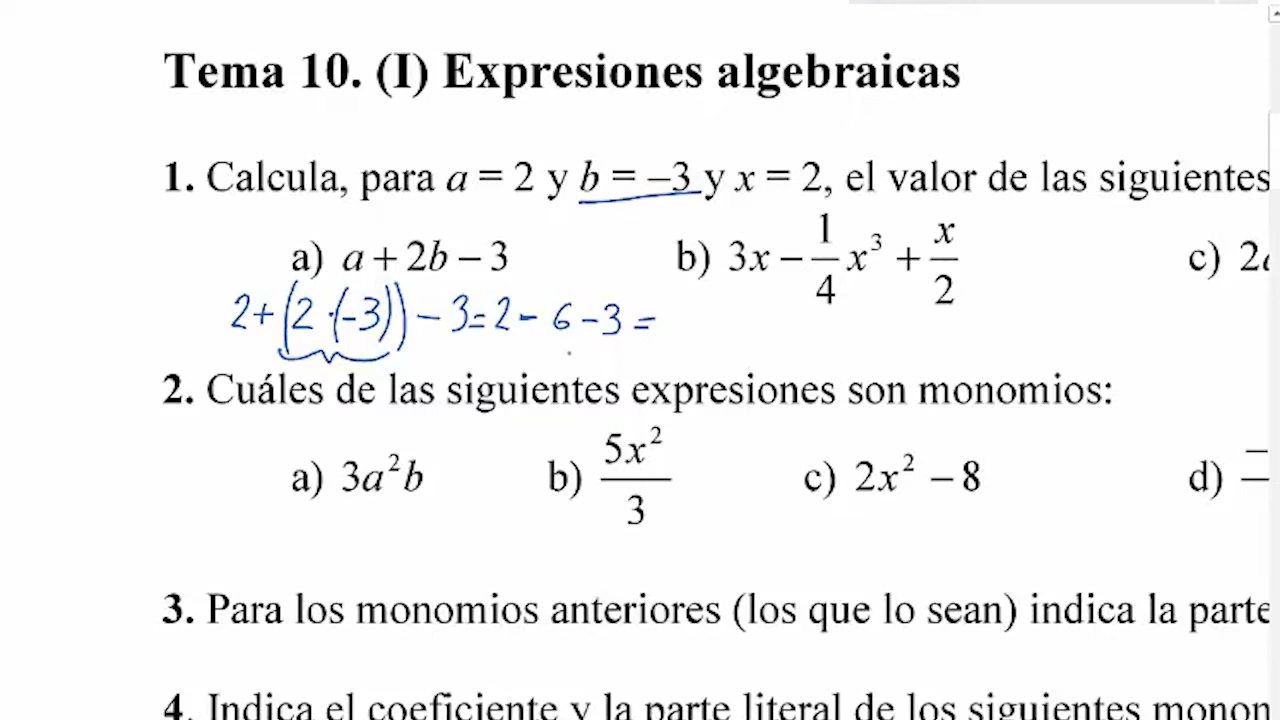 Tema 10. (I) Expresiones algebraicas
1. Calcula, para a = 2 y b = –3 y x = 2, el valor de las siguientes
a) a + 2b – 3 b) 3x – 1/4 x³ + x/2 c) 2
2+(2·(-3)) – 3 = 2 – 6 – 3 =
2. Cuáles de las siguientes expresiones son monomios:
a) 3a²b b) 5x²/3 c) 2x² – 8 d)
3. Para los monomios anteriores (los que lo sean) indica la parte
4. Indica el coeficiente y la parte literal de los siguientes